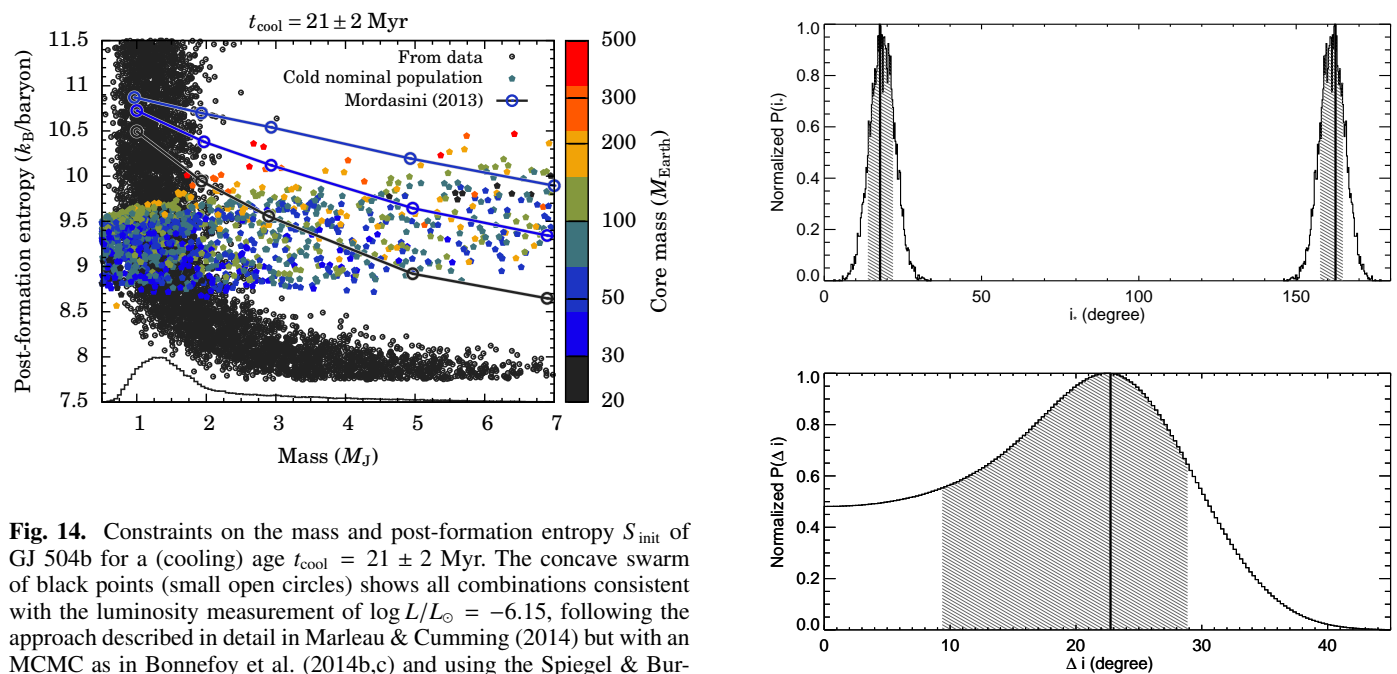 t_cool = 21 ± 2 Myr
Post-formation entropy (k_B/baryon)
11.5
11
10.5
10
9.5
9
8.5
8
7.5
1 2 3 4 5 6 7
Mass (M_J)
From data
Cold nominal population
Mordasini (2013)
500
300
200
100
50
30
20
Core mass (M_Earth)
Fig. 14. Constraints on the mass and post-formation entropy S_init of
GJ 504b for a (cooling) age t_cool = 21 ± 2 Myr. The concave swarm
of black points (small open circles) shows all combinations consistent
with the luminosity measurement of log L/L_⊙ = −6.15, following the
approach described in detail in Marleau & Cumming (2014) but with an
MCMC as in Bonnefoy et al. (2014b,c) and using the Spiegel & Bur-
Normalized P(i_*)
1.0
0.8
0.6
0.4
0.2
0.0
0 50 100 150
i_* (degree)
Normalized P(Δ i)
1.0
0.8
0.6
0.4
0.2
0.0
0 10 20 30 40
Δ i (degree)